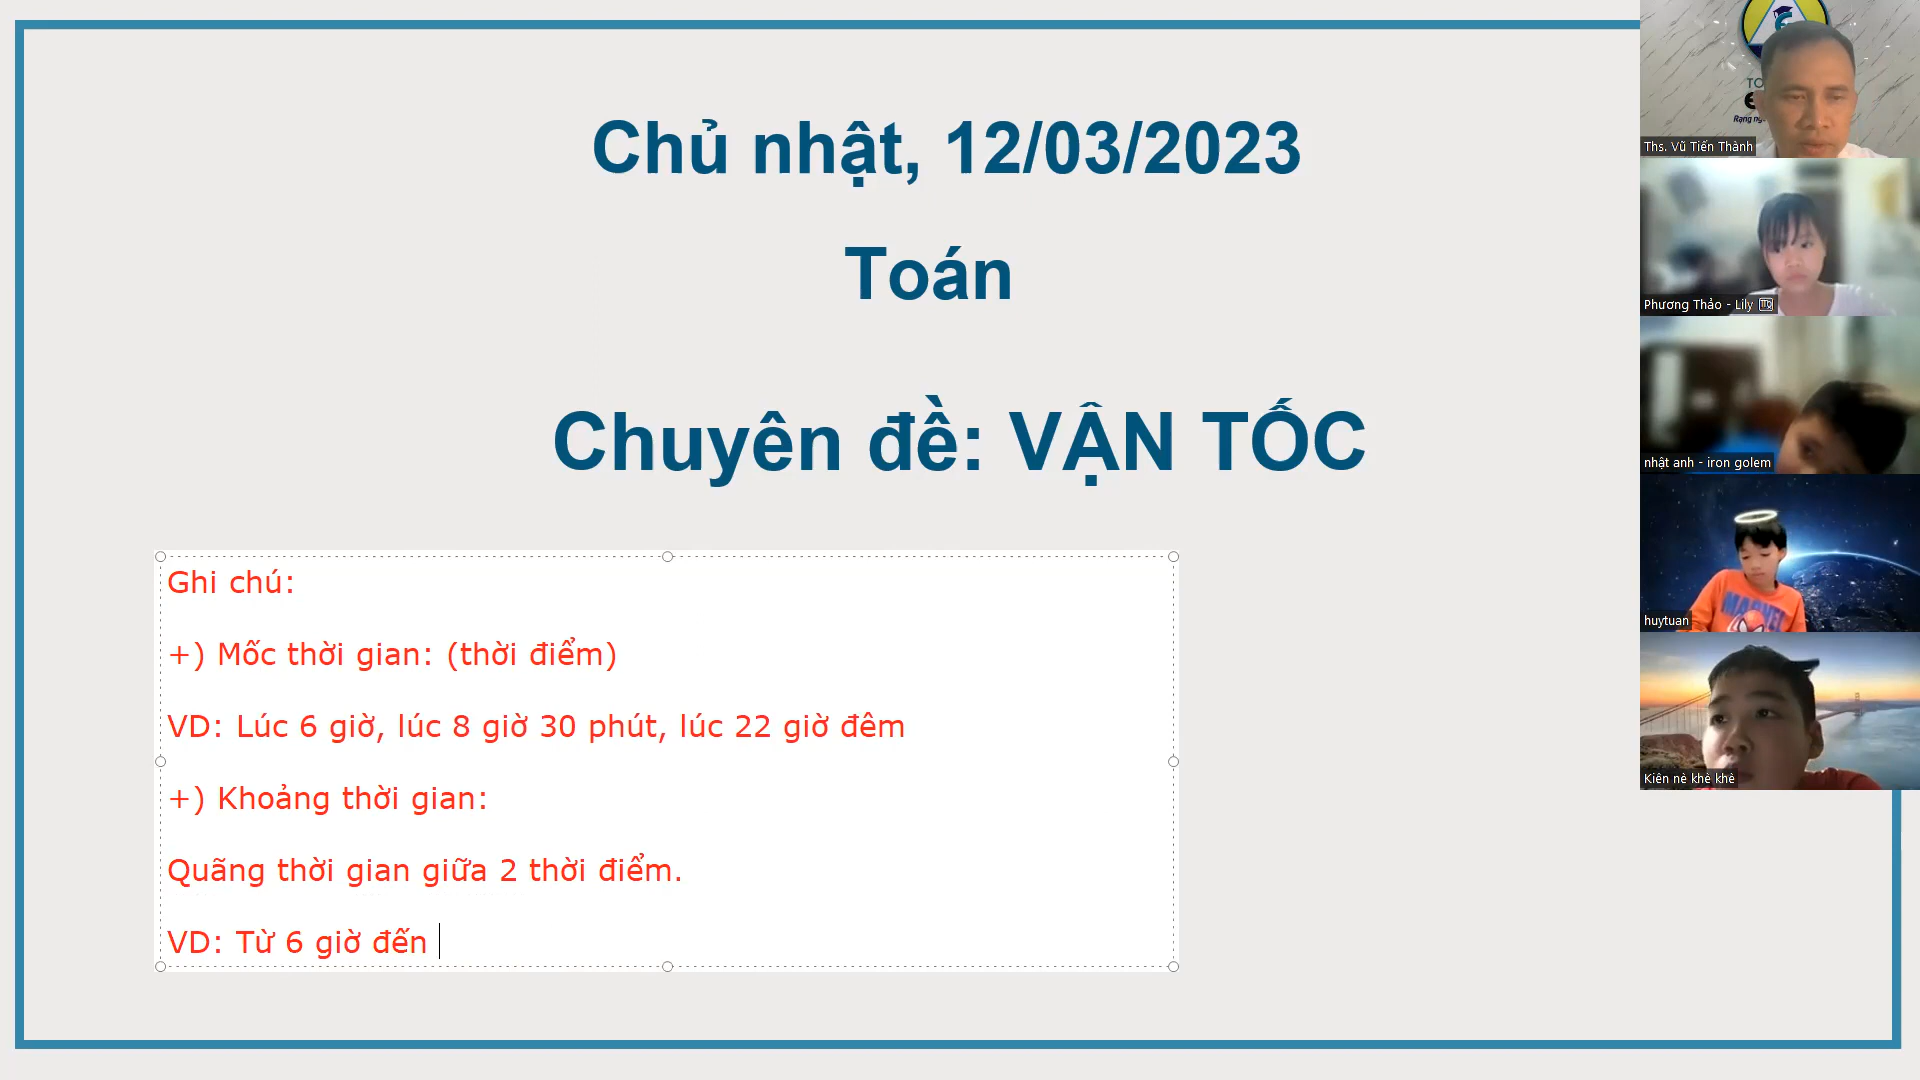 Chủ nhật, 12/03/2023
Toán
Chuyên đề: VẬN TỐC
Ghi chú:
+) Mốc thời gian: (thời điểm)
VD: Lúc 6 giờ, lúc 8 giờ 30 phút, lúc 22 giờ đêm
+) Khoảng thời gian:
Quãng thời gian giữa 2 thời điểm.
VD: Từ 6 giờ đến
Ths. Vũ Tiến Thành
Phương Thảo - Lily
nhật anh - iron golem
huytuan
Kiên nè khè khè
MARVEL